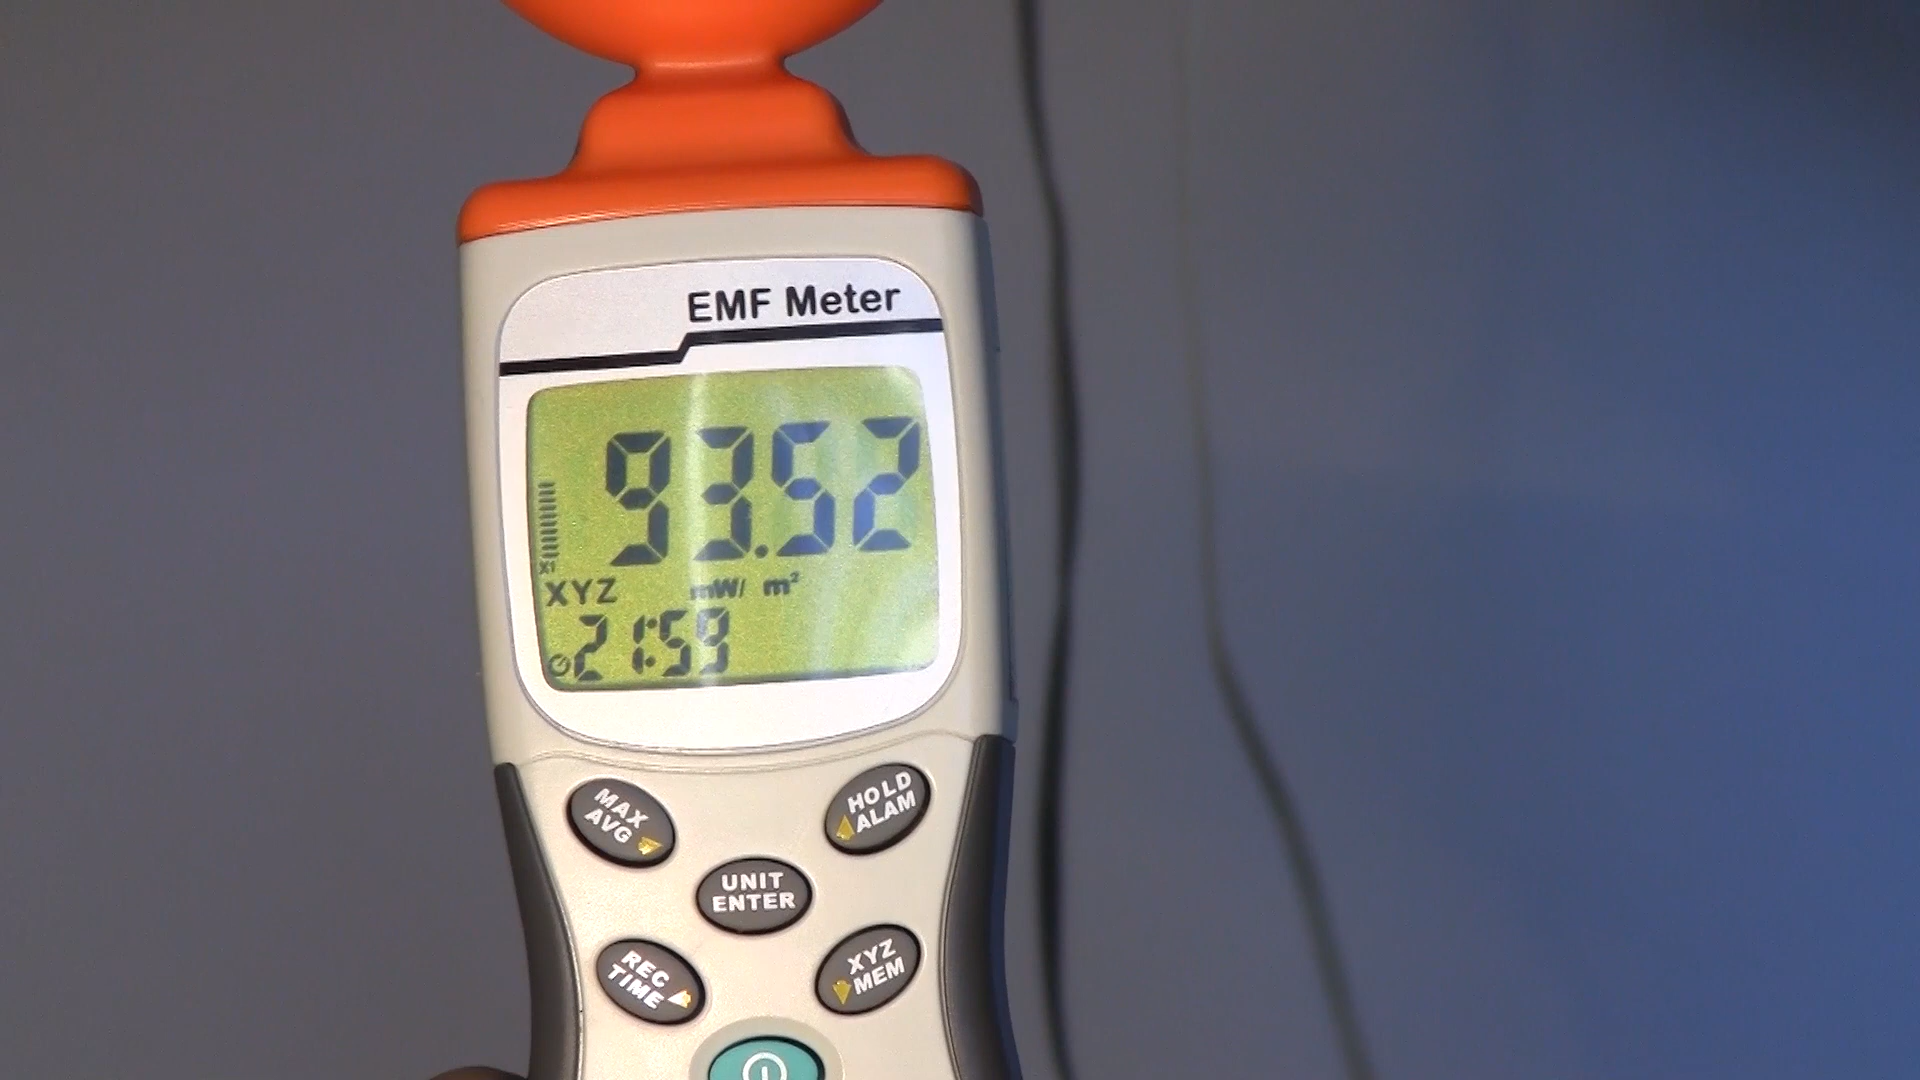 EMF Meter
93.52
X1
XYZ mW/ m²
21:59
MAX
AVG
HOLD
ALAM
UNIT
ENTER
REC
TIME
XYZ
MEM